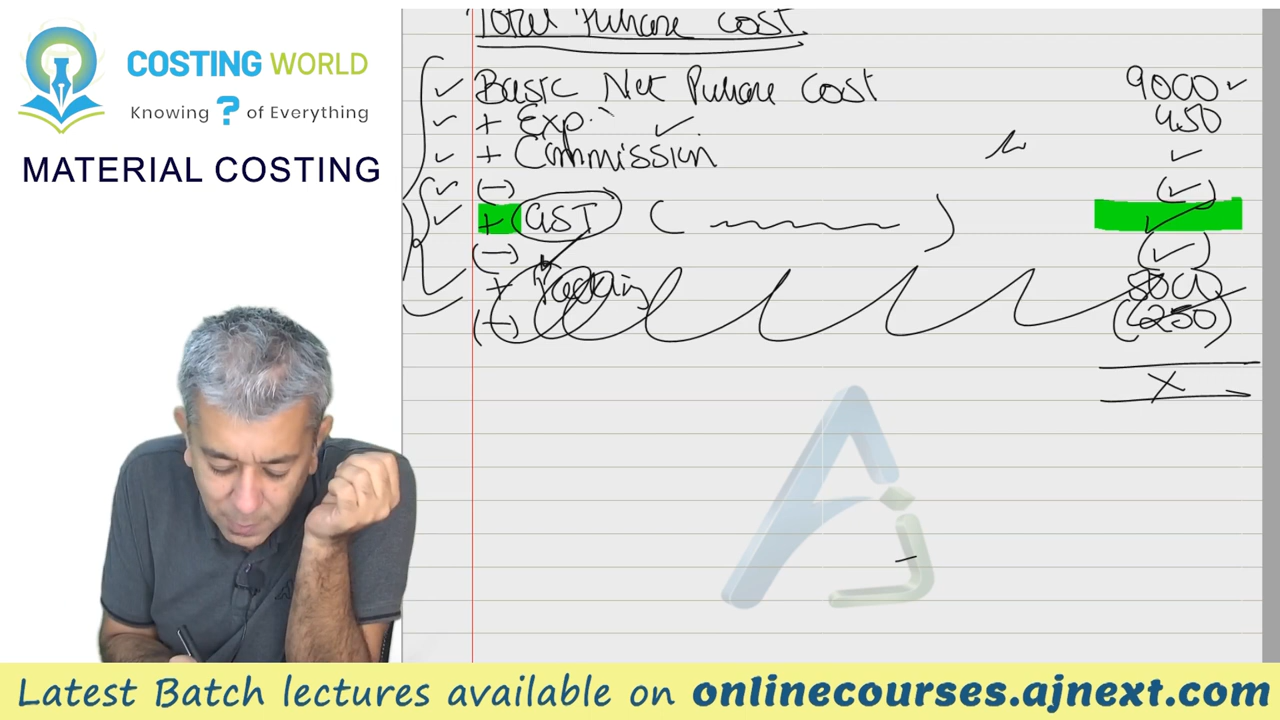 COSTING WORLD
Knowing ? of Everything
MATERIAL COSTING
Total Purchase Cost
Basic Net Purchase Cost 9000
+ Exp. 450
+ Commission
(-)
+ GST ( )
(-)
+ Packing
(-)
Latest Batch lectures available on onlinecourses.ajnext.com